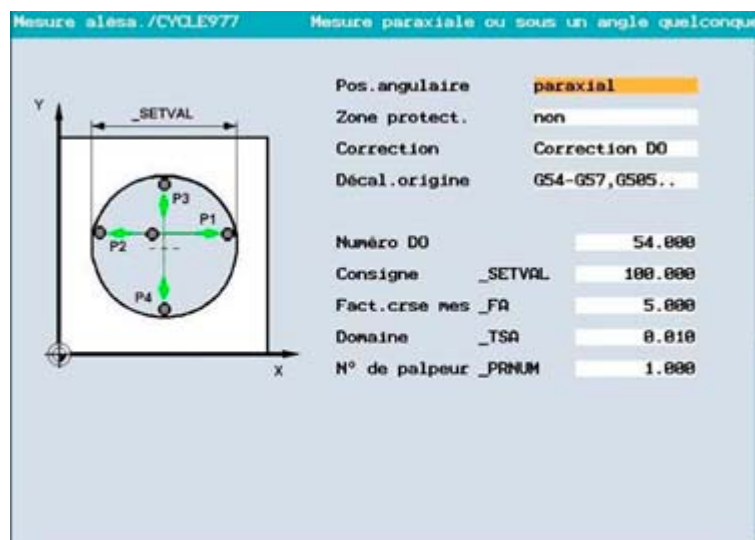 Mesure alésa./CYCLE977 Mesure paraxiale ou sous un angle quelconque
Pos.angulaire paraxial
Zone protect. non
Correction Correction DO
Décal.origine G54-G57,G505..
Numéro DO 54.000
Consigne _SETVAL 100.000
Fact.crse mes _FA 5.000
Domaine _TSA 0.010
N° de palpeur _PRNUM 1.000
Y
_SETVAL
P3
P1
P2
P4
X